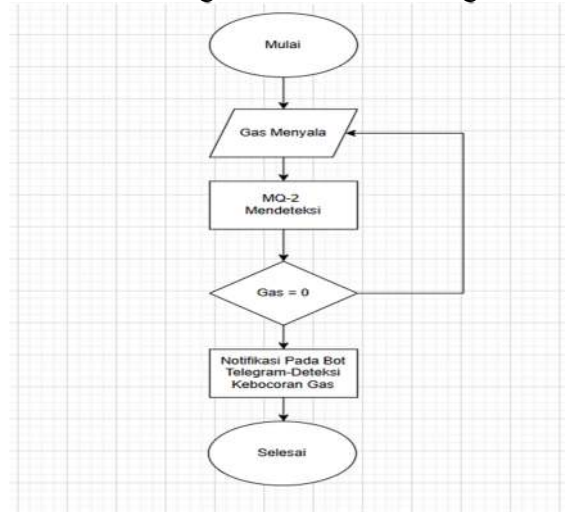 Mulai
Gas Menyala
MQ-2
Mendeteksi
Gas = 0
Notifikasi Pada Bot
Telegram-Deteksi
Kebocoran Gas
Selesai